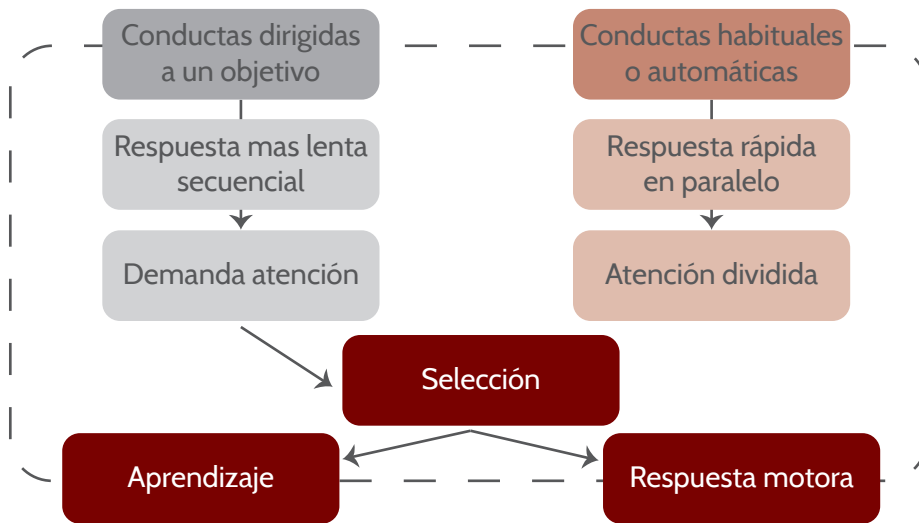 Conductas dirigidas
a un objetivo
Conductas habituales
o automáticas
Respuesta mas lenta
secuencial
Respuesta rápida
en paralelo
Demanda atención
Atención dividida
Selección
Aprendizaje
Respuesta motora